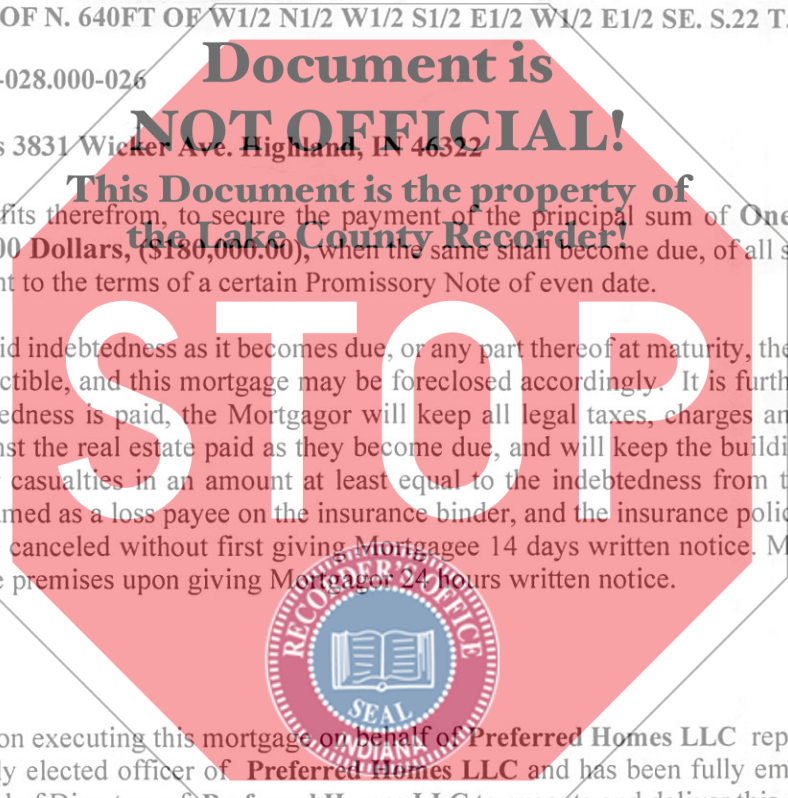 OF N. 640FT OF W1/2 N1/2 W1/2 S1/2 E1/2 W1/2 E1/2 SE. S.22 T.
Document is
-028.000-026
NOT OFFICIAL!
s 3831 Wicker Ave. Highland, IN 46322
This Document is the property of
fits therefrom, to secure the payment of the principal sum of One
the Lake County Recorder!
00 Dollars, ($180,000.00), when the same shall become due, of all s
nt to the terms of a certain Promissory Note of even date.
STOP
id indebtedness as it becomes due, or any part thereof at maturity, the
ctible, and this mortgage may be foreclosed accordingly. It is furth
edness is paid, the Mortgagor will keep all legal taxes, charges an
nst the real estate paid as they become due, and will keep the buildi
casualties in an amount at least equal to the indebtedness from t
med as a loss payee on the insurance binder, and the insurance polic
canceled without first giving Mortgagee 14 days written notice. M
e premises upon giving Mortgagor 24 hours written notice.
RECORDER'S OFFICE
SEAL
INDIANA
on executing this mortgage on behalf of Preferred Homes LLC rep
ly elected officer of Preferred Homes LLC and has been fully em